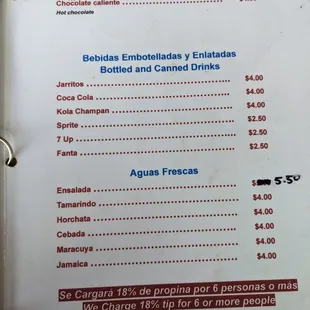 Chocolate caliente
Hot chocolate
Bebidas Embotelladas y Enlatadas
Bottled and Canned Drinks
Jarritos $4.00
Coca Cola $4.00
Kola Champan $4.00
Sprite $2.50
7 Up $2.50
Fanta $2.50
Aguas Frescas
Ensalada $ 5.50
Tamarindo $4.00
Horchata $4.00
Cebada $4.00
Maracuya $4.00
Jamaica $4.00
Se Cargará 18% de propina por 6 personas o más
We Charge 18% tip for 6 or more people